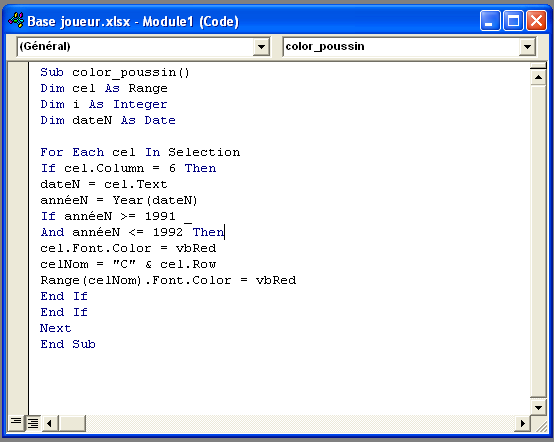 Base joueur.xlsx - Module1 (Code)
(Général) color_poussin
Sub color_poussin()
Dim cel As Range
Dim i As Integer
Dim dateN As Date
For Each cel In Selection
If cel.Column = 6 Then
dateN = cel.Text
annéeN = Year(dateN)
If annéeN >= 1991 _
And annéeN <= 1992 Then
cel.Font.Color = vbRed
celNom = "C" & cel.Row
Range(celNom).Font.Color = vbRed
End If
End If
Next
End Sub